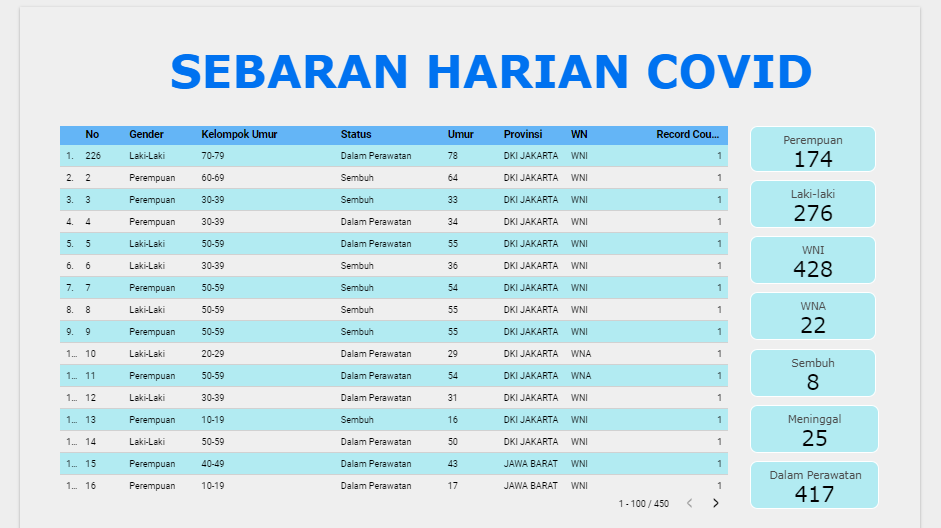 SEBARAN HARIAN COVID
No Gender Kelompok Umur Status Umur Provinsi WN Record Cou...
1. 226 Laki-Laki 70-79 Dalam Perawatan 78 DKI JAKARTA WNI 1
2. 2 Perempuan 60-69 Sembuh 64 DKI JAKARTA WNI 1
3. 3 Perempuan 30-39 Sembuh 33 DKI JAKARTA WNI 1
4. 4 Perempuan 30-39 Dalam Perawatan 34 DKI JAKARTA WNI 1
5. 5 Laki-Laki 50-59 Dalam Perawatan 55 DKI JAKARTA WNI 1
6. 6 Laki-Laki 30-39 Sembuh 36 DKI JAKARTA WNI 1
7. 7 Perempuan 50-59 Sembuh 54 DKI JAKARTA WNI 1
8. 8 Laki-Laki 50-59 Sembuh 55 DKI JAKARTA WNI 1
9. 9 Perempuan 50-59 Sembuh 55 DKI JAKARTA WNI 1
1... 10 Laki-Laki 20-29 Dalam Perawatan 29 DKI JAKARTA WNA 1
1... 11 Perempuan 50-59 Dalam Perawatan 54 DKI JAKARTA WNA 1
1... 12 Laki-Laki 30-39 Dalam Perawatan 31 DKI JAKARTA WNI 1
1... 13 Perempuan 10-19 Sembuh 16 DKI JAKARTA WNI 1
1... 14 Laki-Laki 50-59 Dalam Perawatan 50 DKI JAKARTA WNI 1
1... 15 Perempuan 40-49 Dalam Perawatan 43 JAWA BARAT WNI 1
1... 16 Perempuan 10-19 Dalam Perawatan 17 JAWA BARAT WNI 1
1 - 100 / 450
Perempuan
174
Laki-laki
276
WNI
428
WNA
22
Sembuh
8
Meninggal
25
Dalam Perawatan
417